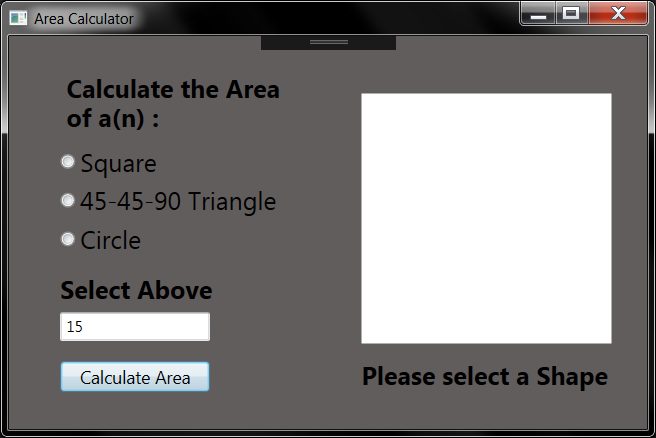 Area Calculator
Calculate the Area
of a(n) :
Square
45-45-90 Triangle
Circle
Select Above
15
Calculate Area
Please select a Shape